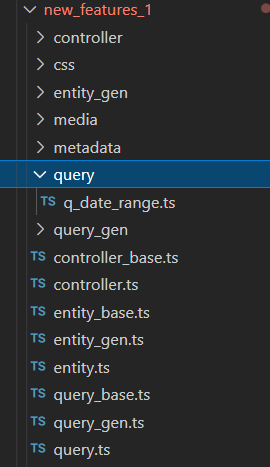 new_features_1
controller
css
entity_gen
media
metadata
query
TS q_date_range.ts
query_gen
TS controller_base.ts
TS controller.ts
TS entity_base.ts
TS entity_gen.ts
TS entity.ts
TS query_base.ts
TS query_gen.ts
TS query.ts